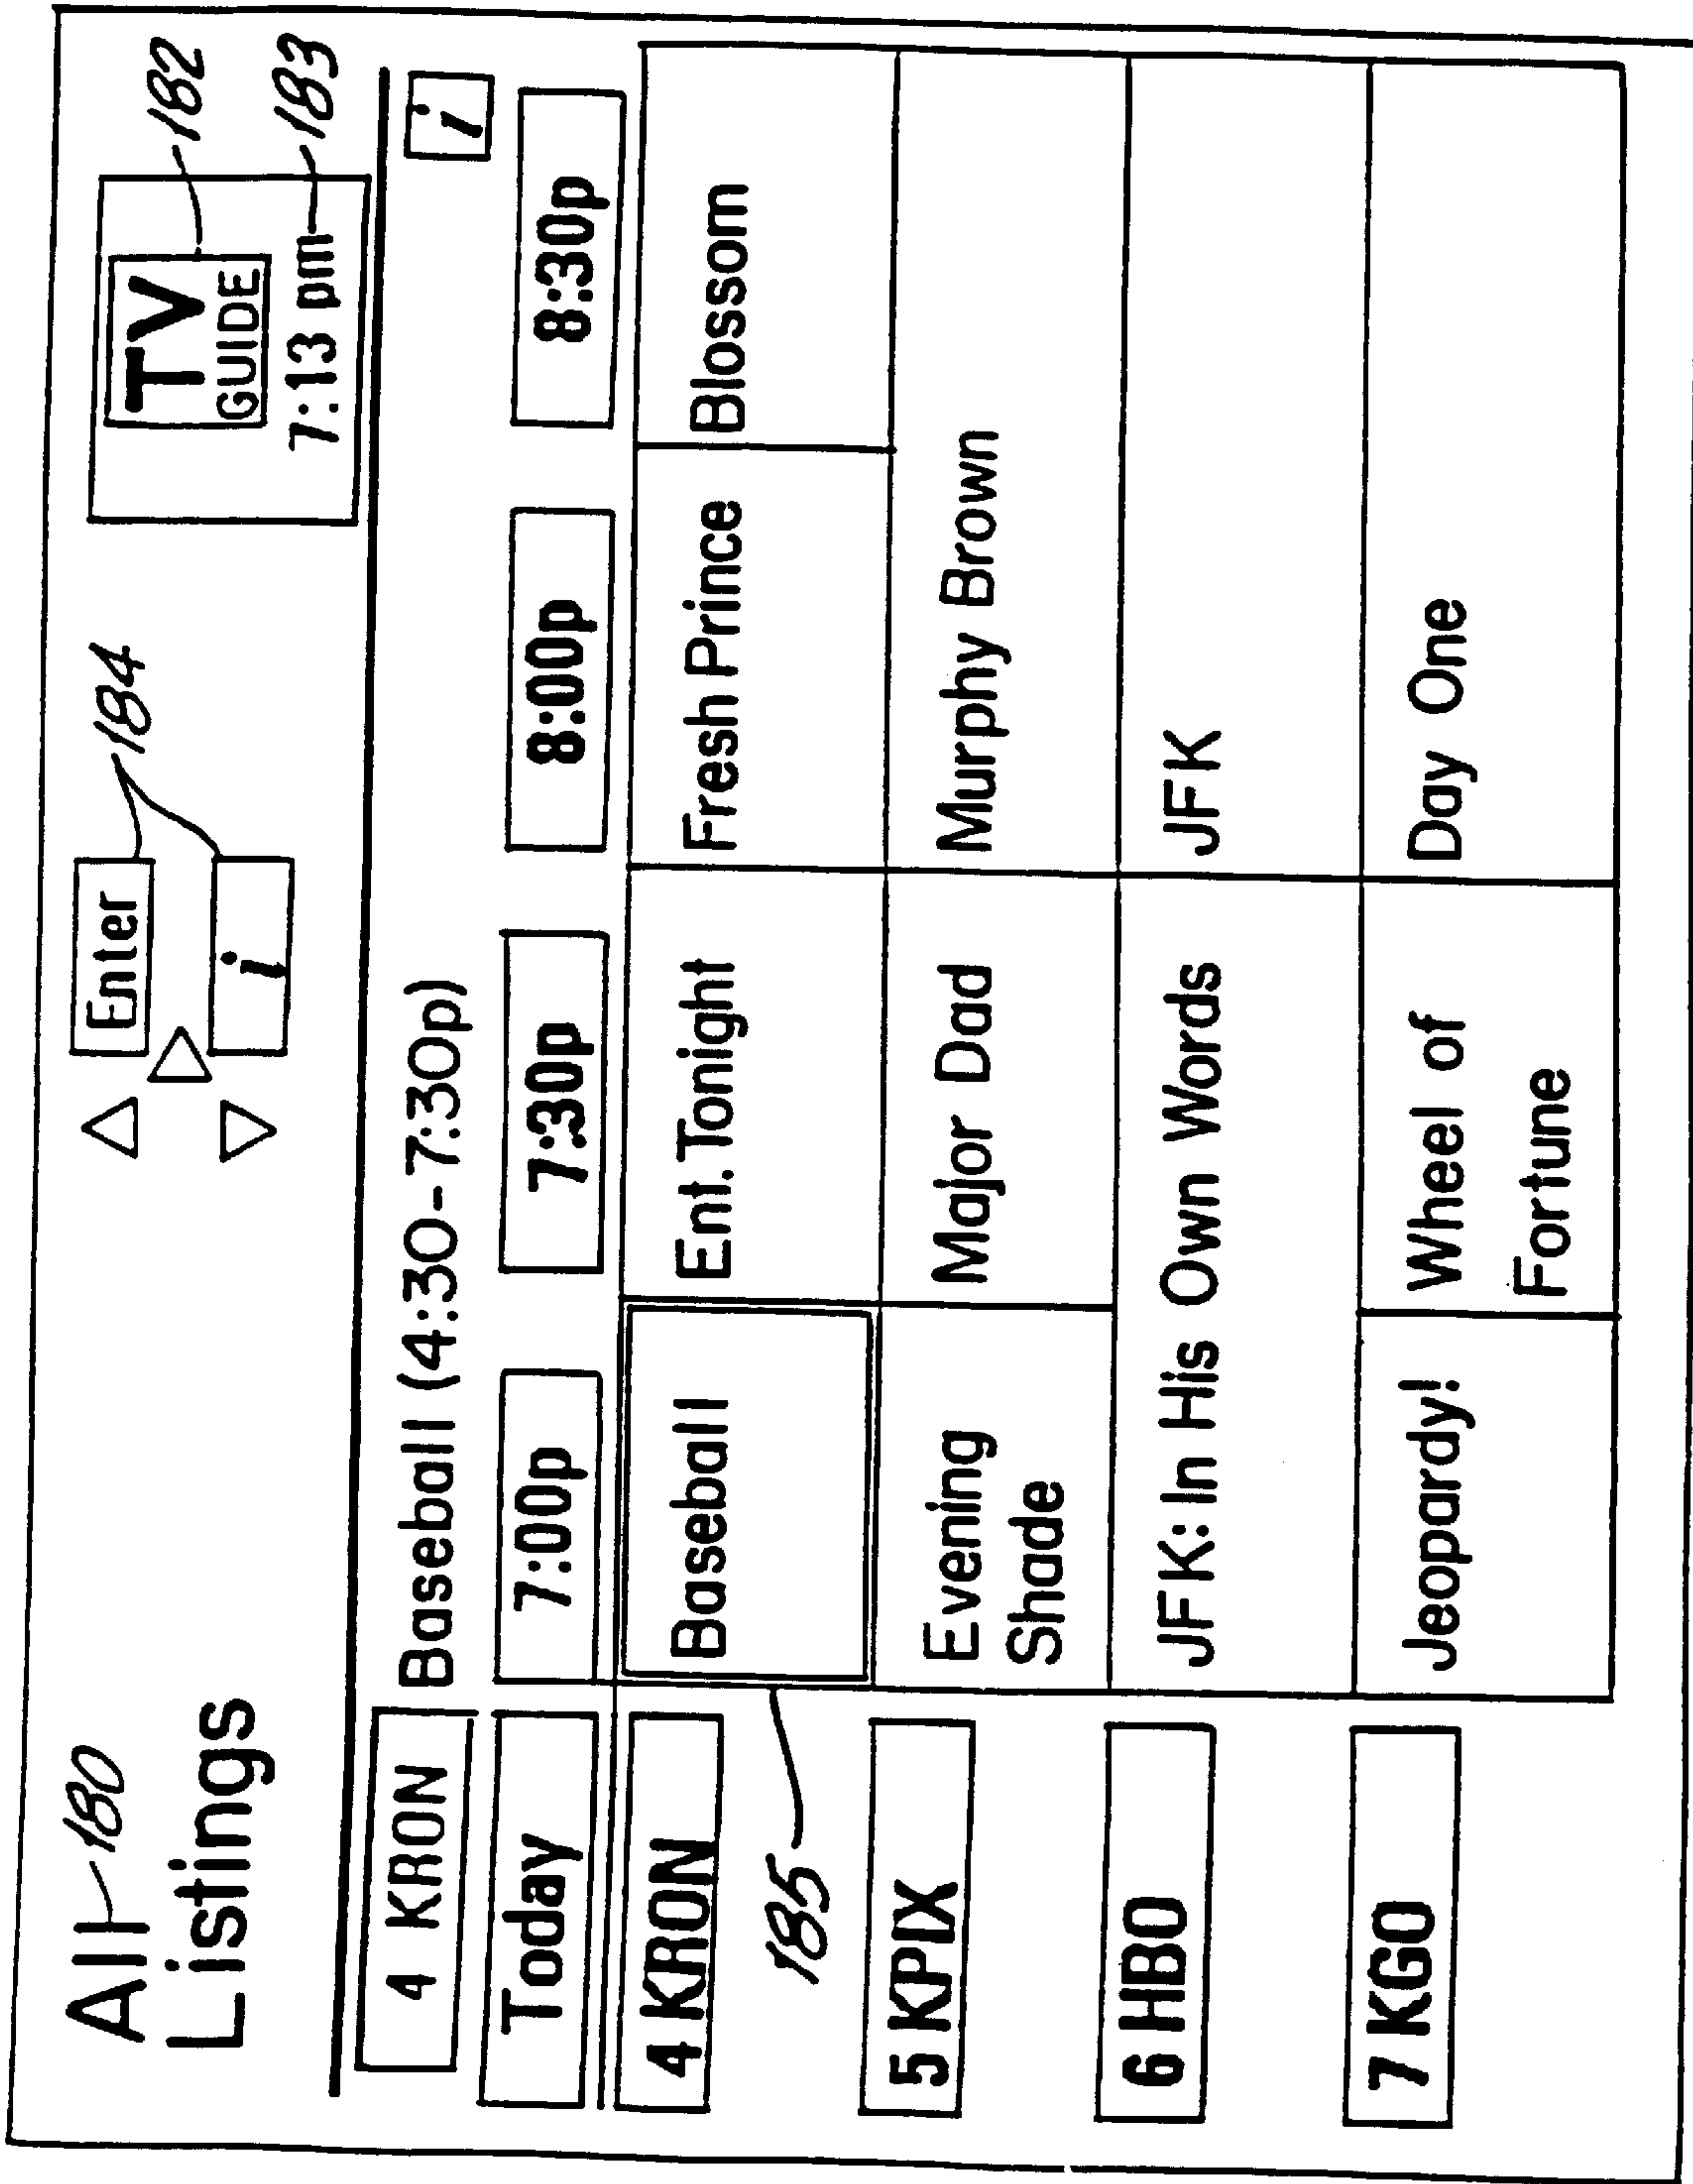 All 180
Listings
Enter 184
i
TV 182
GUIDE
7:13 pm 183
4 KRON Baseball (4:30-7:30p) i
Today 7:00p 7:30p 8:00p 8:30p
4 KRON Baseball Ent. Tonight Fresh Prince Blossom
185
5 KPIX Evening Major Dad Murphy Brown
Shade
6 HBO JFK: In His Own Words JFK
7 KGO Jeopardy! Wheel of Day One
Fortune